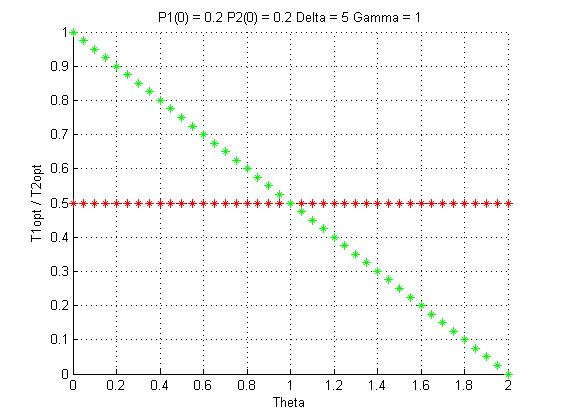 P1(0) = 0.2 P2(0) = 0.2 Delta = 5 Gamma = 1
1
0.9
0.8
0.7
0.6
0.5
0.4
0.3
0.2
0.1
0
T1opt / T2opt
0 0.2 0.4 0.6 0.8 1 1.2 1.4 1.6 1.8 2
Theta